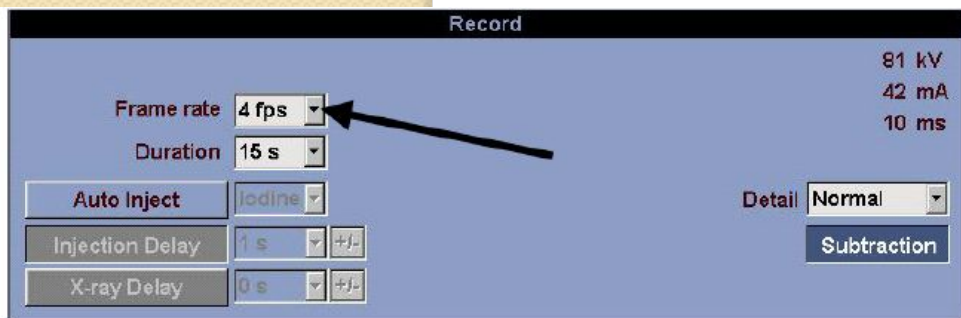 Record
81 kV
42 mA
10 ms
Frame rate 4 fps
Duration 15 s
Auto Inject Iodine
Injection Delay 1 s +/-
X-ray Delay 0 s +/-
Detail Normal
Subtraction